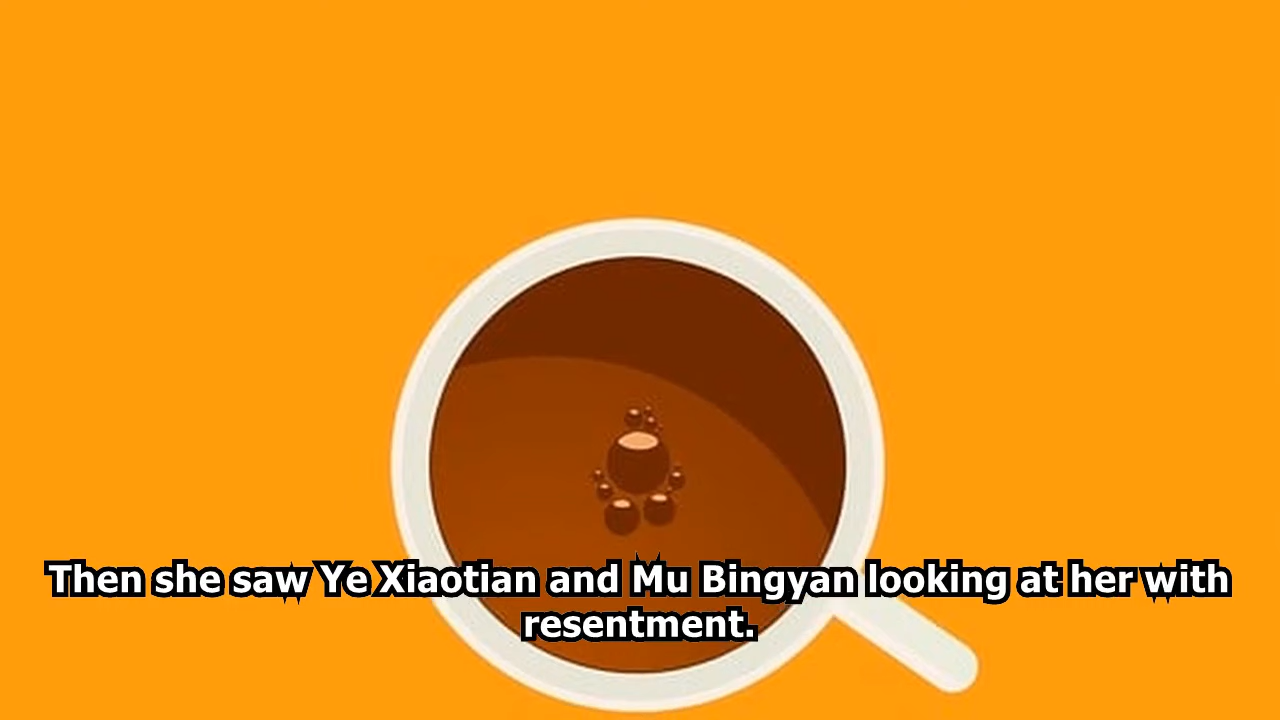 Then she saw Ye Xiaotian and Mu Bingyan looking at her with
resentment.